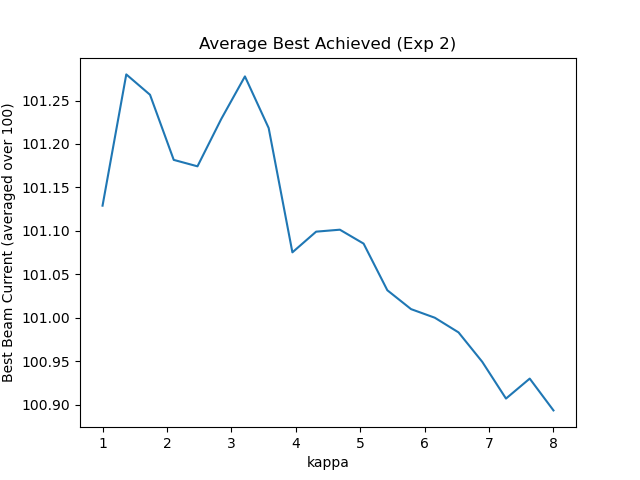 Average Best Achieved (Exp 2)
Best Beam Current (averaged over 100)
101.25
101.20
101.15
101.10
101.05
101.00
100.95
100.90
1 2 3 4 5 6 7 8
kappa